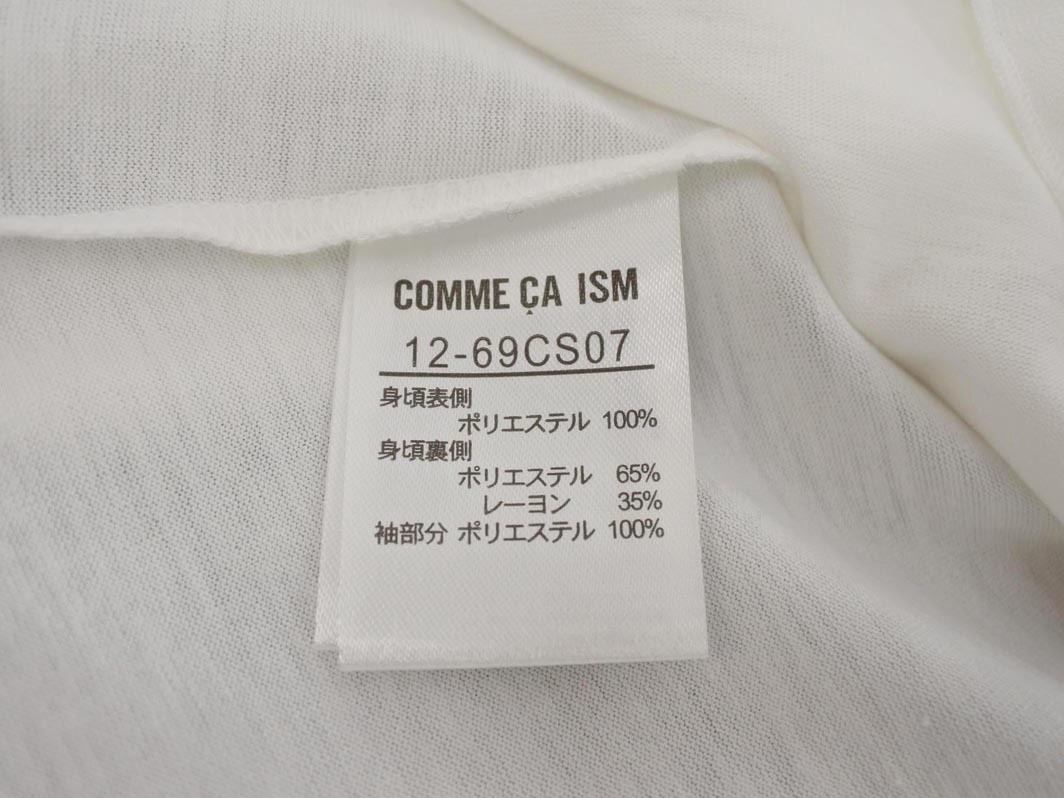 COMME ÇA ISM
12-69CS07
身頃表側
ポリエステル 100%
身頃裏側
ポリエステル 65%
レーヨン 35%
袖部分 ポリエステル 100%